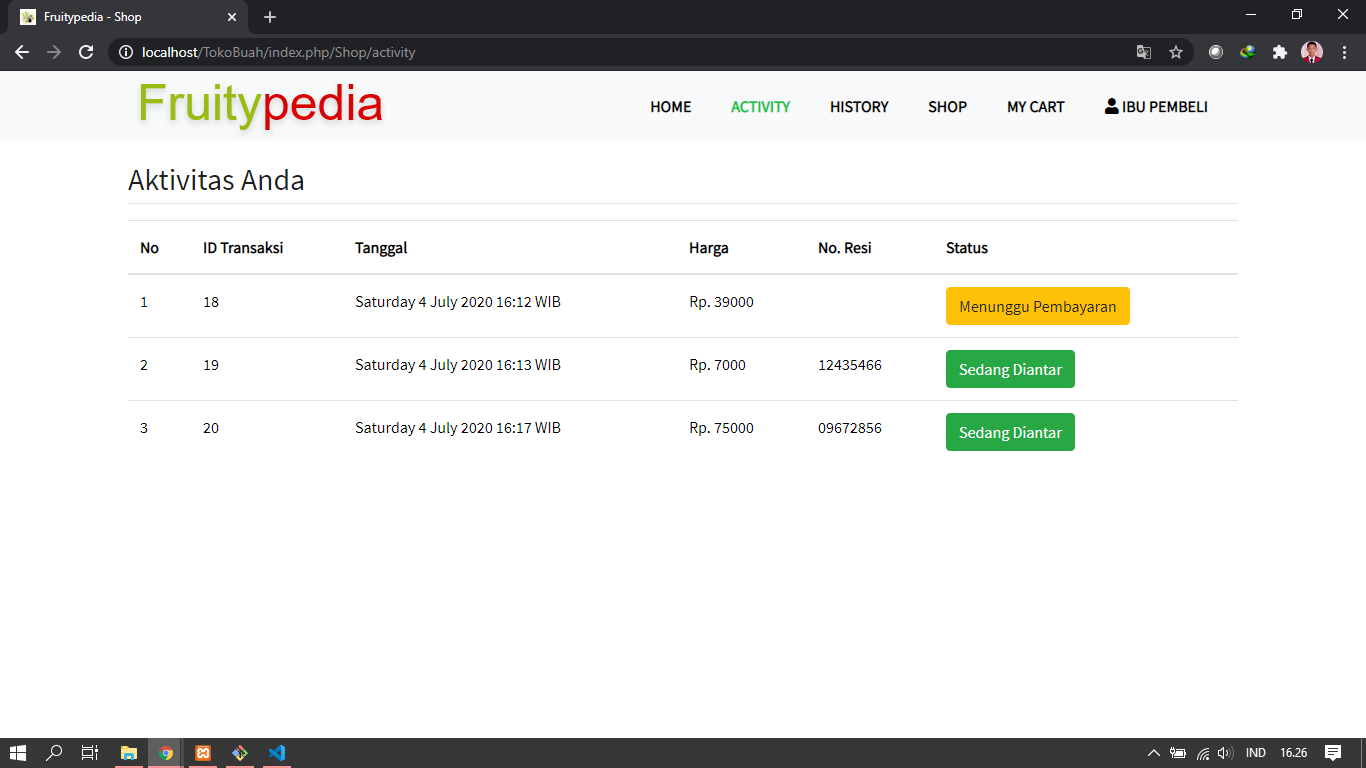 Fruitypedia - Shop
localhost/TokoBuah/index.php/Shop/activity
Fruitypedia
HOME ACTIVITY HISTORY SHOP MY CART IBU PEMBELI
Aktivitas Anda
No ID Transaksi Tanggal Harga No. Resi Status
1 18 Saturday 4 July 2020 16:12 WIB Rp. 39000 Menunggu Pembayaran
2 19 Saturday 4 July 2020 16:13 WIB Rp. 7000 12435466 Sedang Diantar
3 20 Saturday 4 July 2020 16:17 WIB Rp. 75000 09672856 Sedang Diantar
IND 16.26